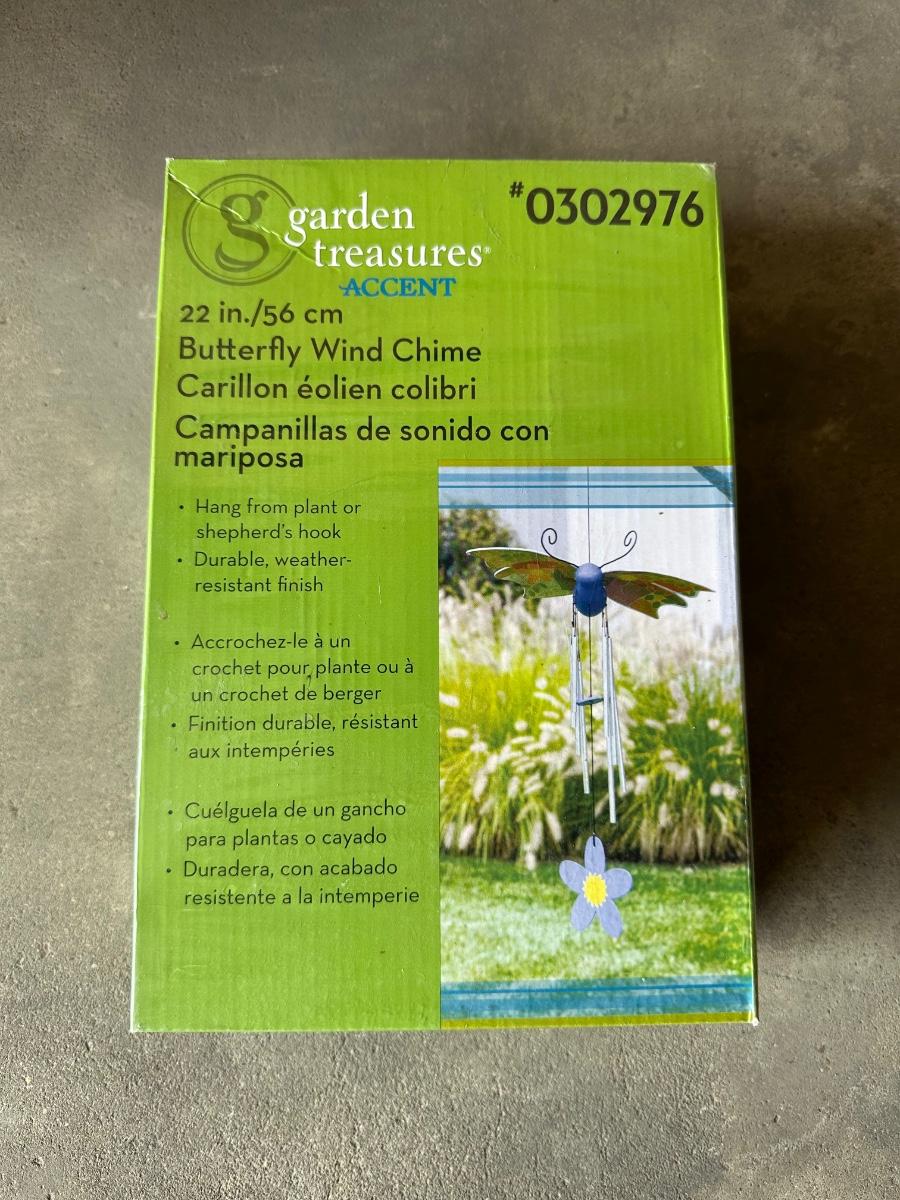 g garden
treasures®
ACCENT
#0302976
22 in./56 cm
Butterfly Wind Chime
Carillon éolien colibri
Campanillas de sonido con
mariposa
• Hang from plant or
shepherd's hook
• Durable, weather-
resistant finish
• Accrochez-le à un
crochet pour plante ou à
un crochet de berger
• Finition durable, résistant
aux intempéries
• Cuélguela de un gancho
para plantas o cayado
• Duradera, con acabado
resistente a la intemperie